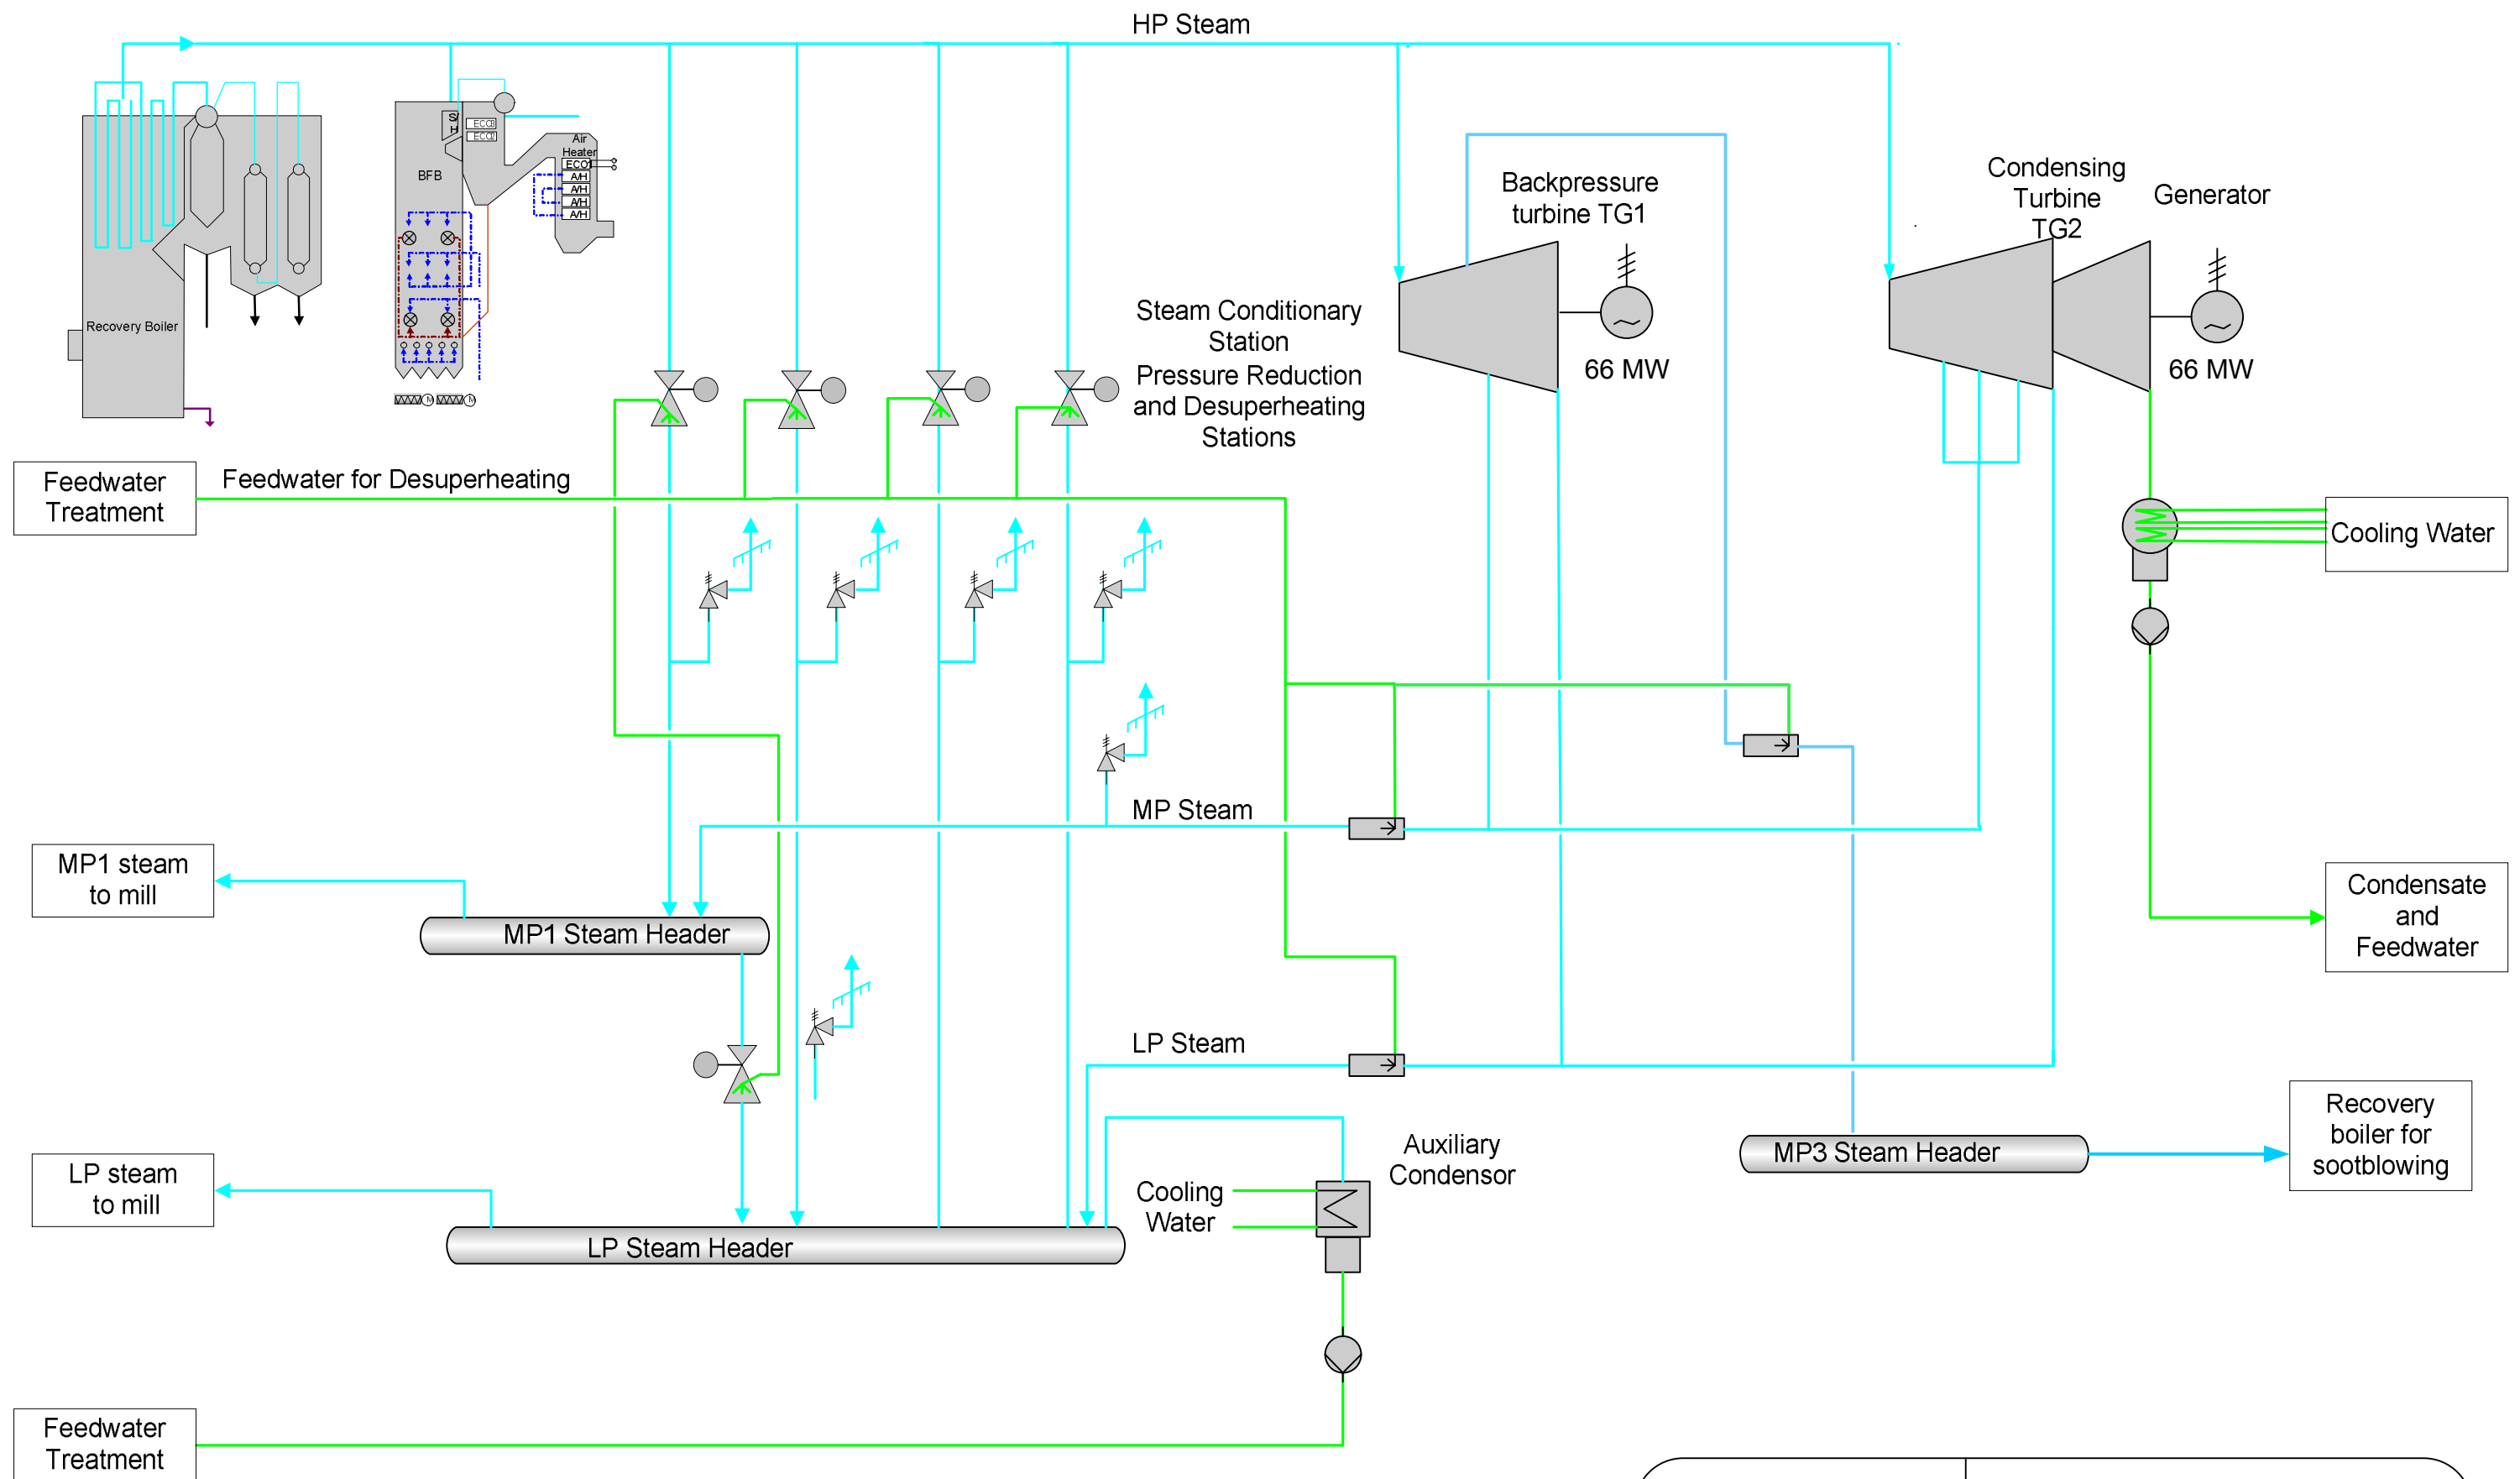 HP Steam
S/
H
ECO3
ECO2
Air
Heater
ECO1
A/H
A/H
A/H
A/H
BFB
Recovery Boiler
M
M
Backpressure
turbine TG1
66 MW
Condensing
Turbine
TG2
Generator
66 MW
Steam Conditionary
Station
Pressure Reduction
and Desuperheating
Stations
Feedwater
Treatment
Feedwater for Desuperheating
Cooling Water
MP Steam
MP1 steam
to mill
MP1 Steam Header
Condensate
and
Feedwater
LP Steam
Recovery
boiler for
sootblowing
MP3 Steam Header
Auxiliary
Condensor
LP steam
to mill
Cooling
Water
LP Steam Header
Feedwater
Treatment